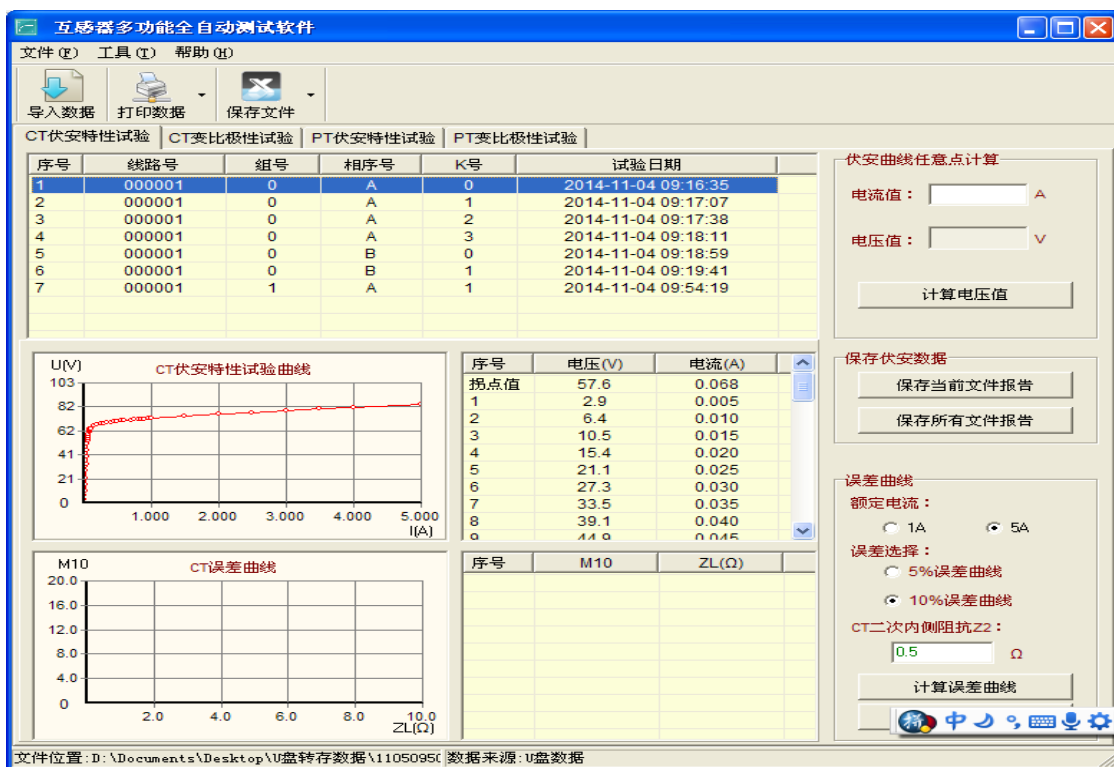 互感器多功能全自动测试软件
文件(F) 工具(T) 帮助(H)
导入数据 打印数据 保存文件
CT伏安特性试验 CT变比极性试验 PT伏安特性试验 PT变比极性试验
序号 线路号 组号 相序号 K号 试验日期
1 000001 0 A 0 2014-11-04 09:16:35
2 000001 0 A 1 2014-11-04 09:17:07
3 000001 0 A 2 2014-11-04 09:17:38
4 000001 0 A 3 2014-11-04 09:18:11
5 000001 0 B 0 2014-11-04 09:18:59
6 000001 0 B 1 2014-11-04 09:19:41
7 000001 1 A 1 2014-11-04 09:54:19
伏安曲线任意点计算
电流值： A
电压值： V
计算电压值
U(V) CT伏安特性试验曲线
103
82
62
41
21
0
1.000 2.000 3.000 4.000 5.000
I(A)
序号 电压(V) 电流(A)
拐点值 57.6 0.068
1 2.9 0.005
2 6.4 0.010
3 10.5 0.015
4 15.4 0.020
5 21.1 0.025
6 27.3 0.030
7 33.5 0.035
8 39.1 0.040
9 44.9 0.045
保存伏安数据
保存当前文件报告
保存所有文件报告
M10 CT误差曲线
20.0
16.0
12.0
8.0
4.0
0
2.0 4.0 6.0 8.0 10.0
ZL(Ω)
序号 M10 ZL(Ω)
误差曲线
额定电流：
1A 5A
误差选择：
5%误差曲线
10%误差曲线
CT二次内侧阻抗Z2：
0.5 Ω
计算误差曲线
拼 中
文件位置:D:\Documents\Desktop\U盘转存数据\1105095( 数据来源:U盘数据